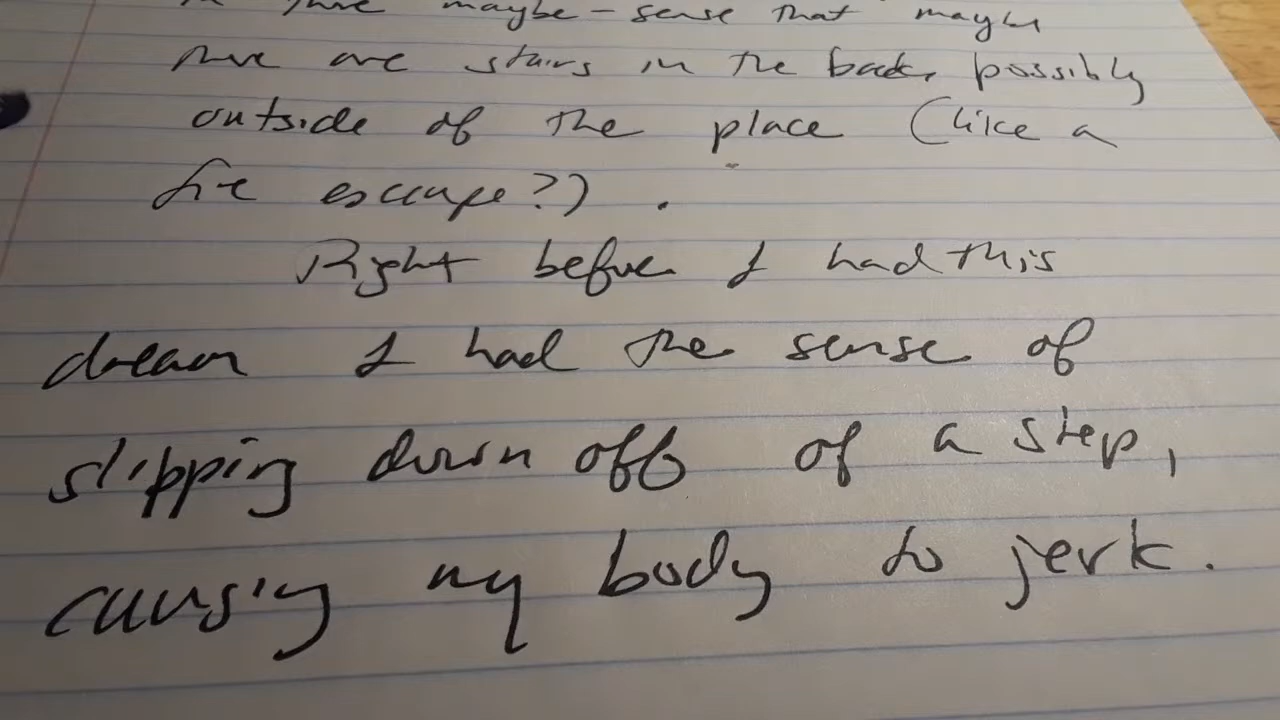 maybe-sense that maybe
there are stairs in the back, possibly
outside of the place (like a
fire escape?).
Right before I had this
dream I had the sense of
slipping down off of a step,
causing my body to jerk.